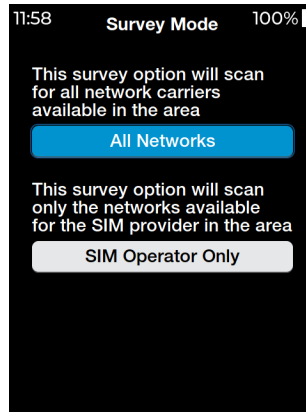 11:58 Survey Mode 100%
This survey option will scan
for all network carriers
available in the area
All Networks
This survey option will scan
only the networks available
for the SIM provider in the area
SIM Operator Only